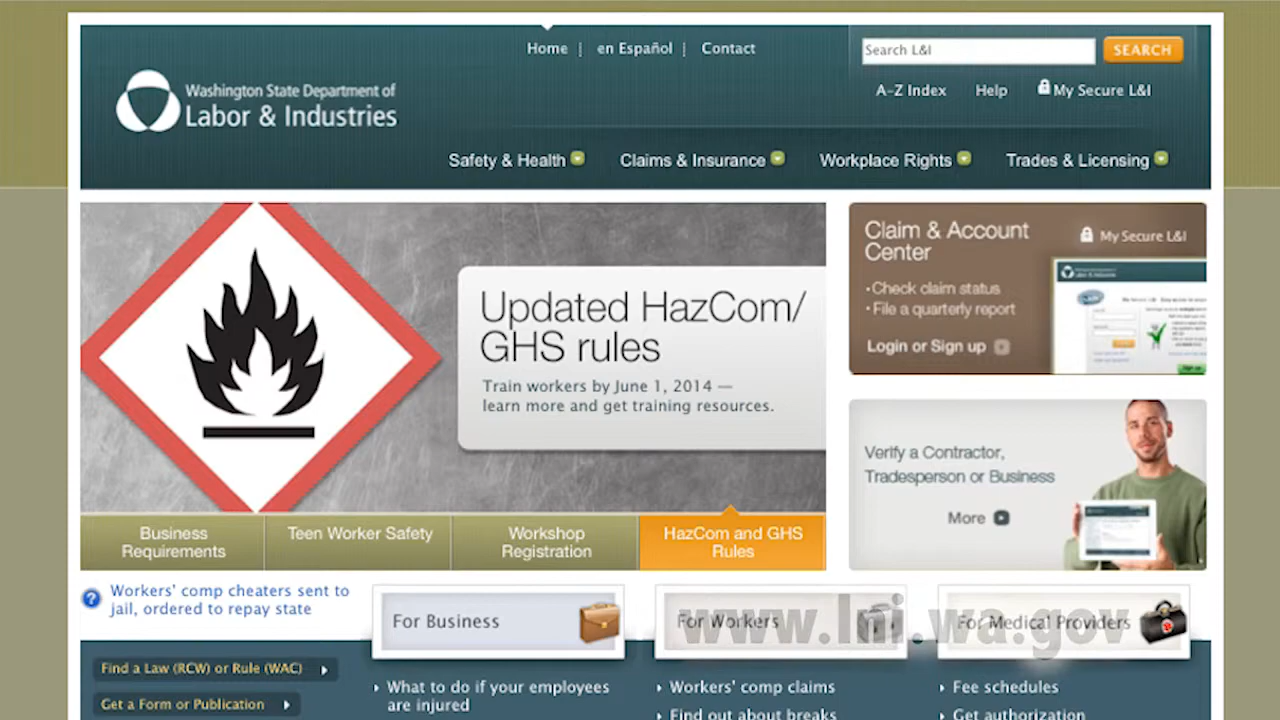 Home | en Español | Contact
Search L&I
SEARCH
Washington State Department of
Labor & Industries
A-Z Index
Help
My Secure L&I
Safety & Health
Claims & Insurance
Workplace Rights
Trades & Licensing
Updated HazCom/
GHS rules
Train workers by June 1, 2014 —
learn more and get training resources.
Claim & Account
Center
My Secure L&I
• Check claim status
• File a quarterly report
Login or Sign up
Verify a Contractor,
Tradesperson or Business
More
Business
Requirements
Teen Worker Safety
Workshop
Registration
HazCom and GHS
Rules
Workers' comp cheaters sent to
jail, ordered to repay state
For Business
For Workers
For Medical Providers
www.lni.wa.gov
Find a Law (RCW) or Rule (WAC)
Get a Form or Publication
What to do if your employees
are injured
Workers' comp claims
Find out about breaks
Fee schedules
Get authorization